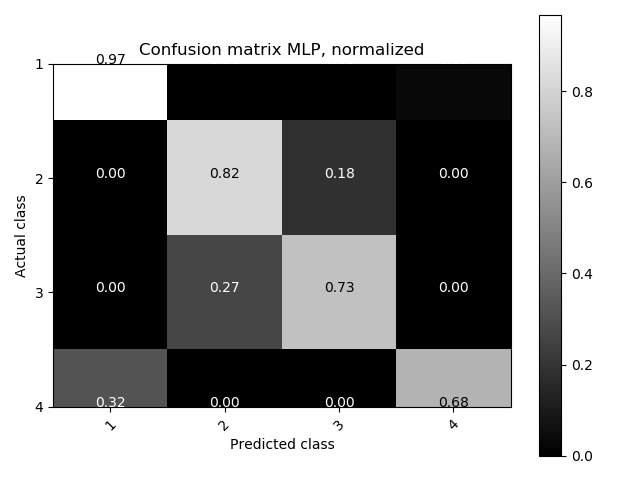 Confusion matrix MLP, normalized
1 0.97
2 0.00 0.82 0.18 0.00
3 0.00 0.27 0.73 0.00
4 0.32 0.00 0.00 0.68
1 2 3 4
Actual class
Predicted class
0.8
0.6
0.4
0.2
0.0